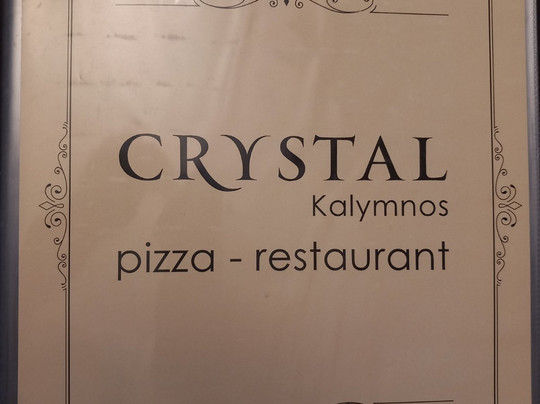 CRYSTAL
Kalymnos
pizza - restaurant